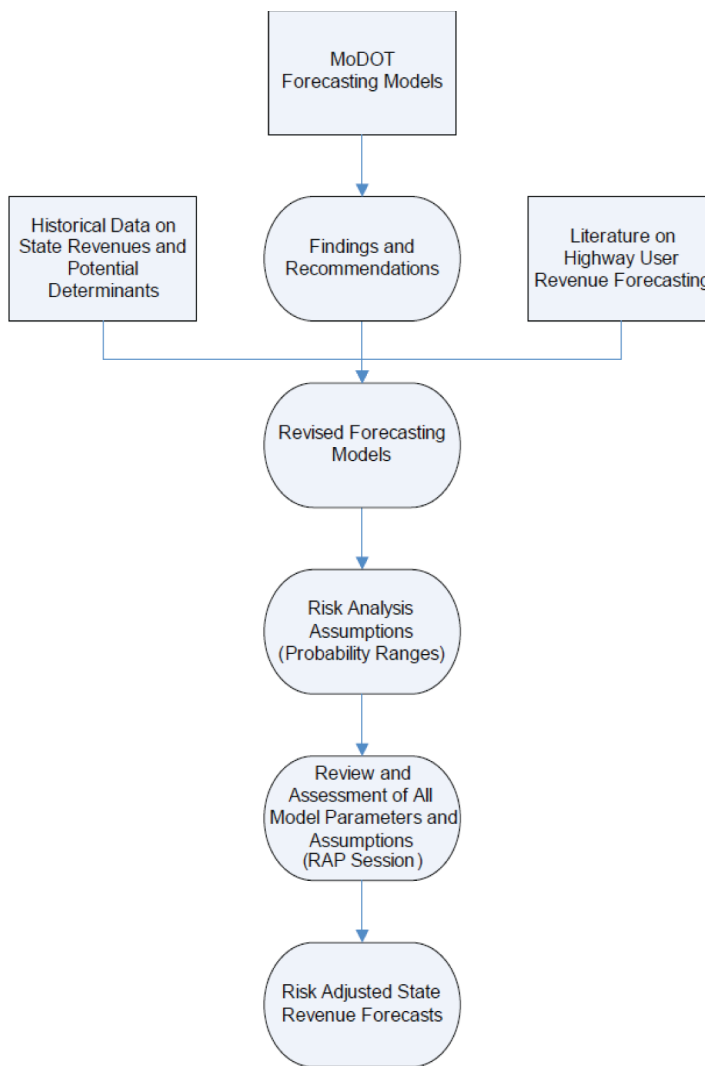 MoDOT
Forecasting Models
Historical Data on
State Revenues and
Potential
Determinants
Findings and
Recommendations
Literature on
Highway User
Revenue Forecasting
Revised Forecasting
Models
Risk Analysis
Assumptions
(Probability Ranges)
Review and
Assessment of All
Model Parameters and
Assumptions
(RAP Session)
Risk Adjusted State
Revenue Forecasts